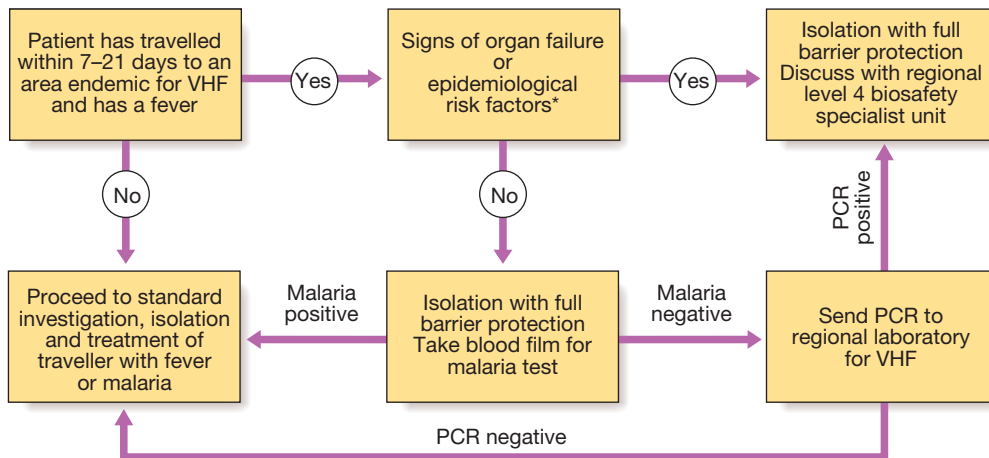 Patient has travelled
within 7–21 days to an
area endemic for VHF
and has a fever
Yes
Signs of organ failure
or
epidemiological
risk factors*
Yes
Isolation with full
barrier protection
Discuss with regional
level 4 biosafety
specialist unit
No
No
PCR
positive
Proceed to standard
investigation, isolation
and treatment of
traveller with fever
or malaria
Malaria
positive
Isolation with full
barrier protection
Take blood film for
malaria test
Malaria
negative
Send PCR to
regional laboratory
for VHF
PCR negative